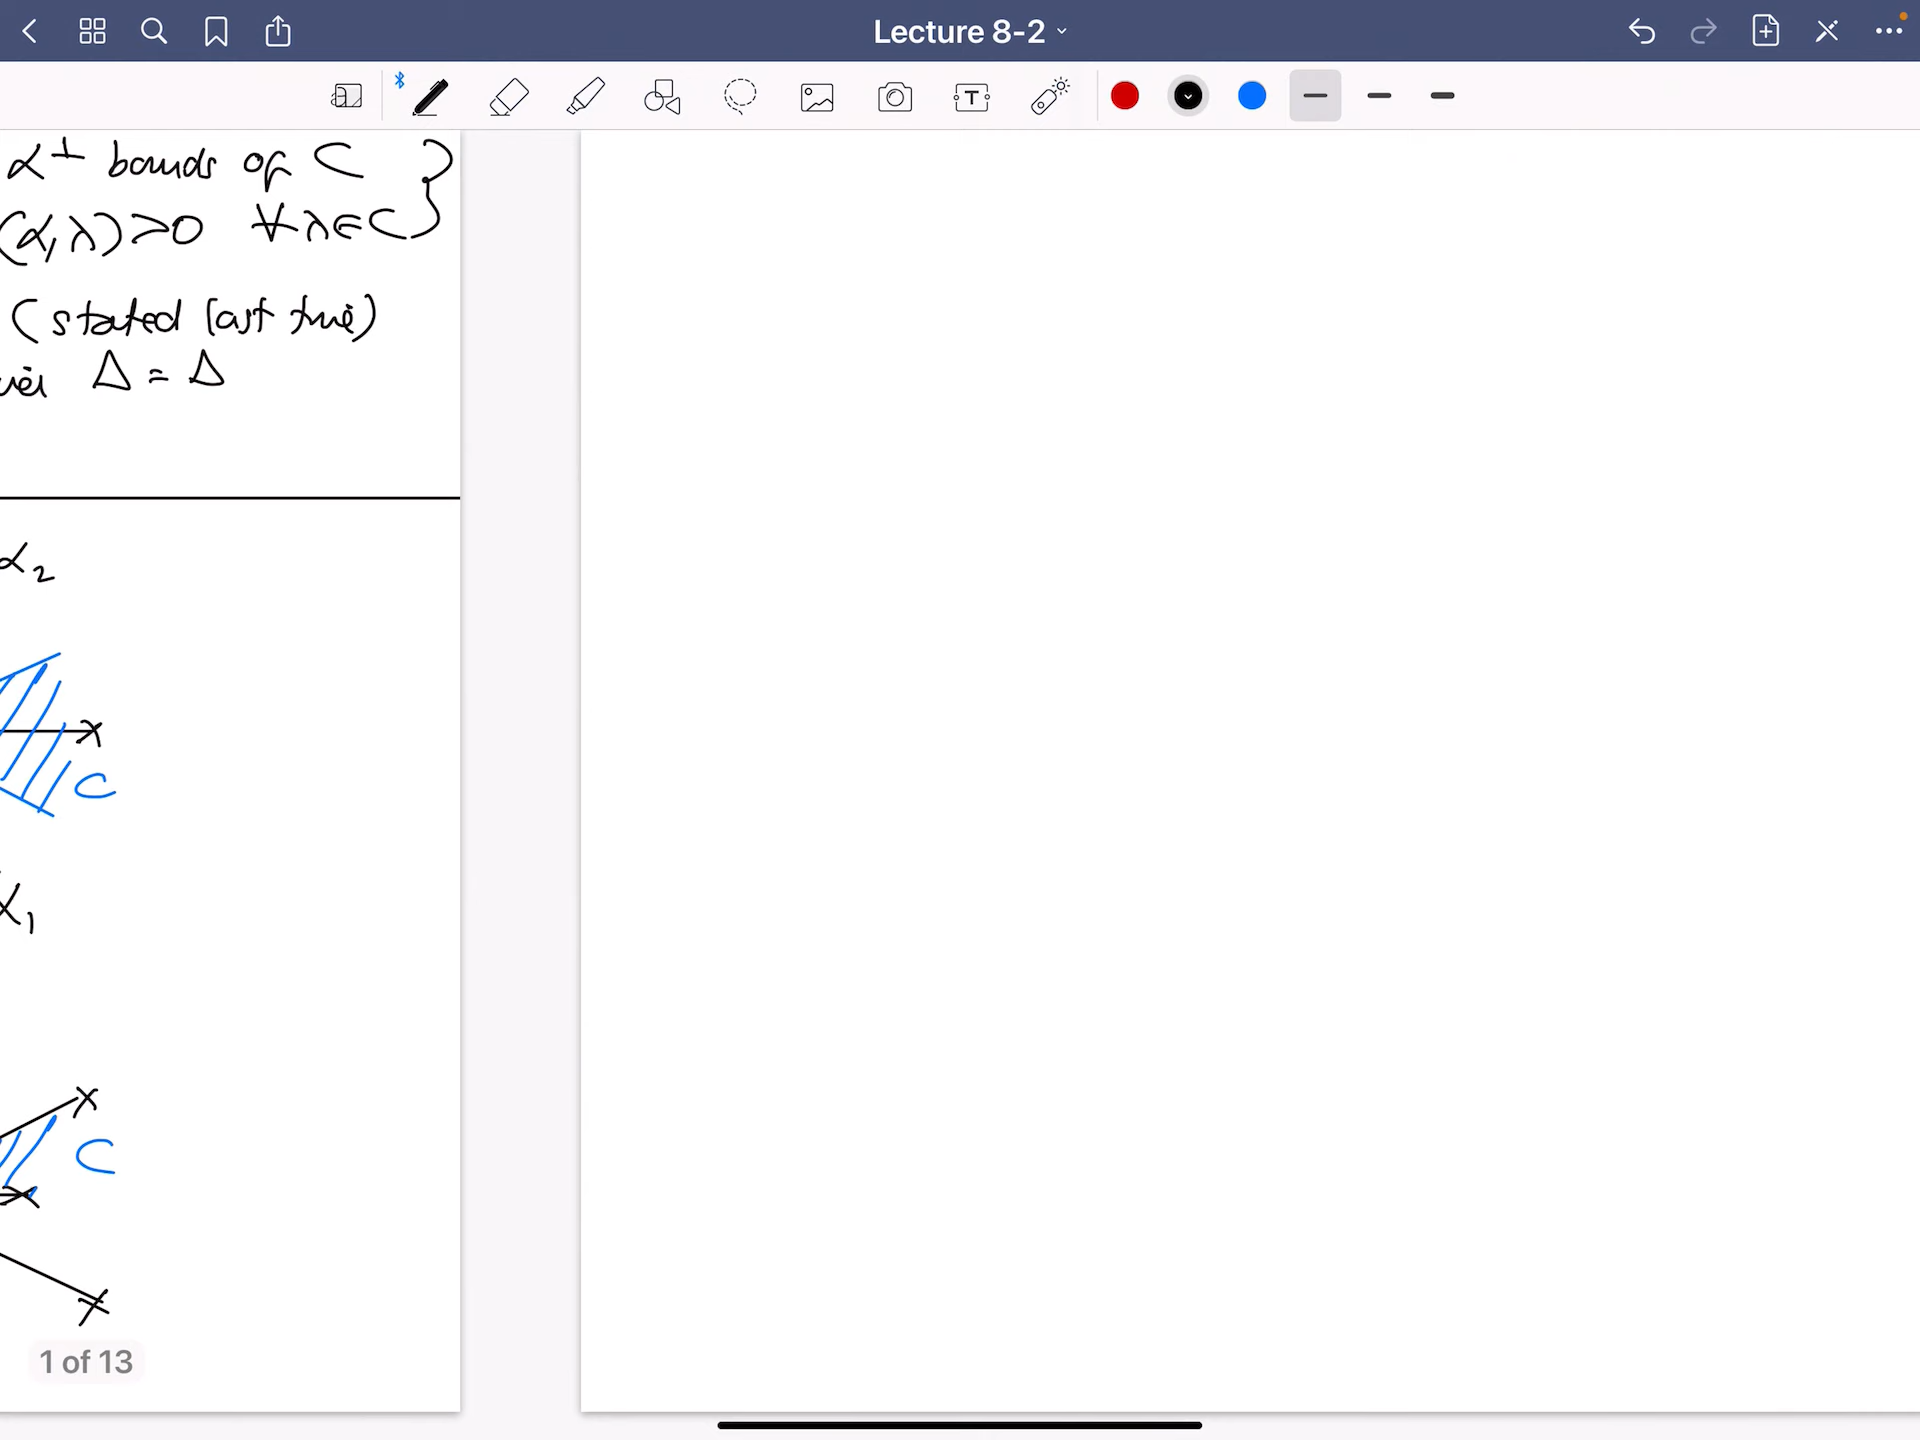 Lecture 8-2
α⊥ bounds of C }
(α,λ)>0 ∀λ∈C
(stated last time)
Δ = Δ
α₂
C
α₁
C
1 of 13